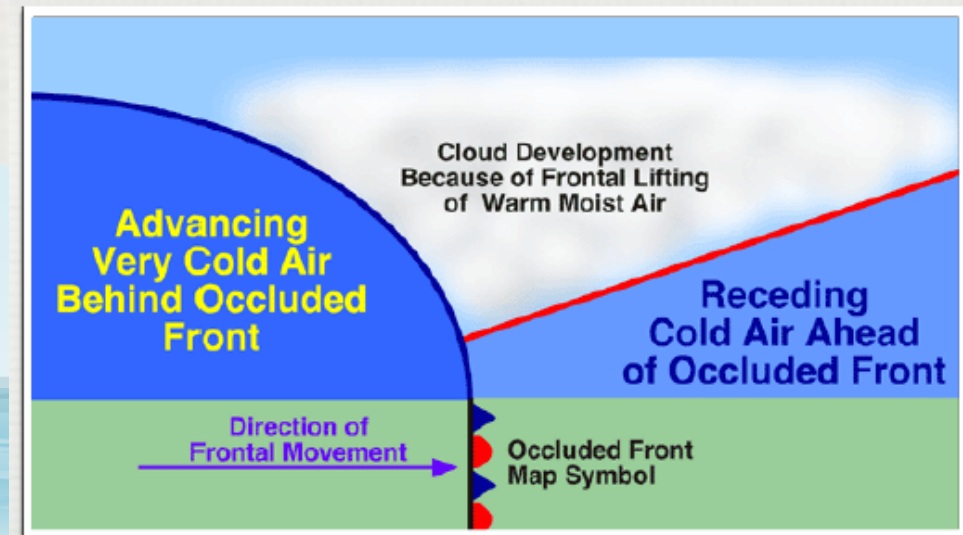 Cloud Development
Because of Frontal Lifting
of Warm Moist Air
Advancing
Very Cold Air
Behind Occluded
Front
Receding
Cold Air Ahead
of Occluded Front
Direction of
Frontal Movement
Occluded Front
Map Symbol